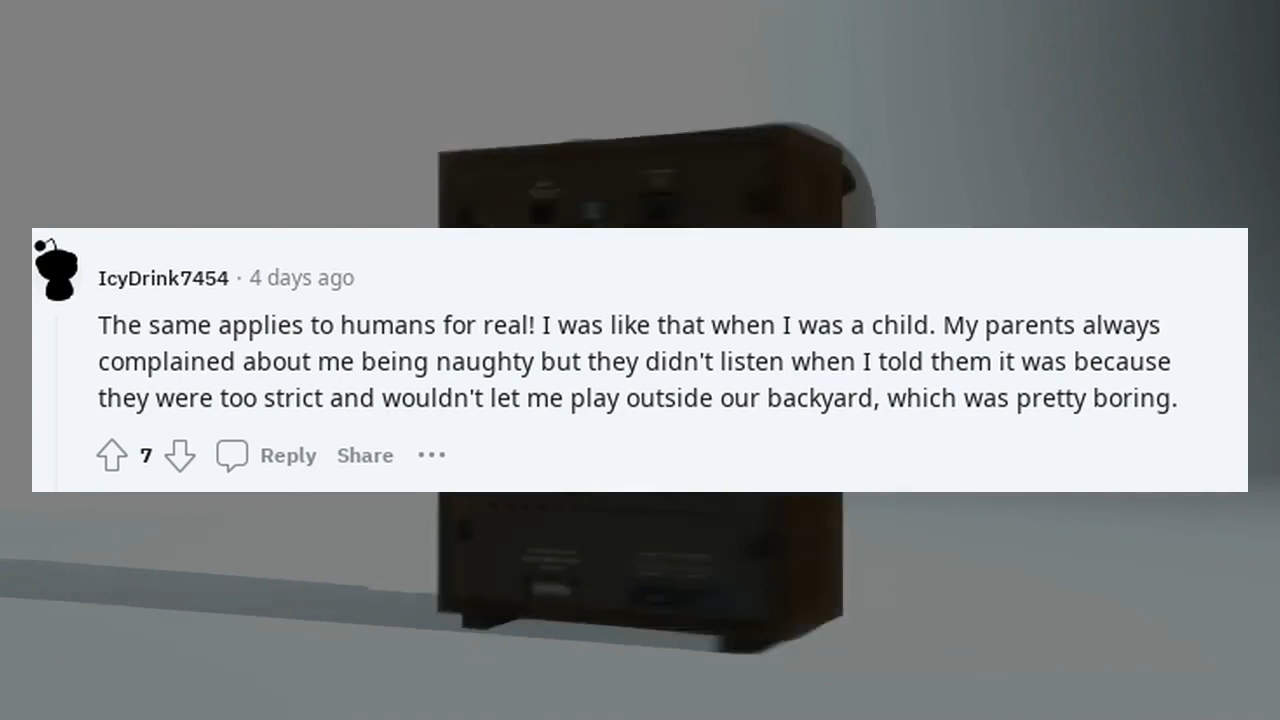 IcyDrink7454 · 4 days ago
The same applies to humans for real! I was like that when I was a child. My parents always
complained about me being naughty but they didn't listen when I told them it was because
they were too strict and wouldn't let me play outside our backyard, which was pretty boring.
7 Reply Share ···